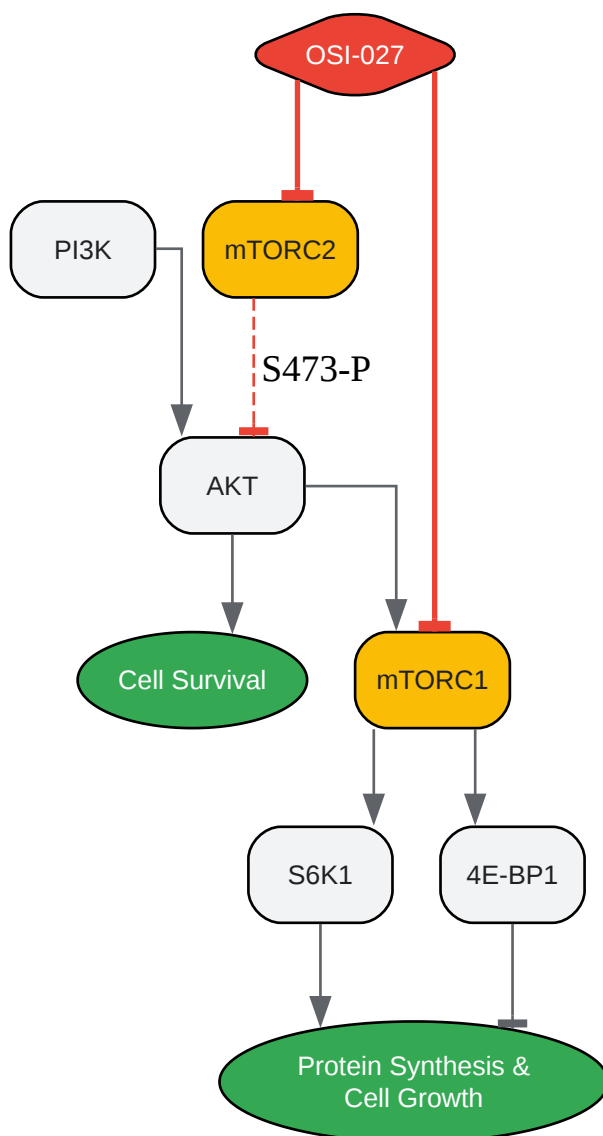 OSI-027
PI3K
mTORC2
S473-P
AKT
Cell Survival
mTORC1
S6K1
4E-BP1
Protein Synthesis &
Cell Growth